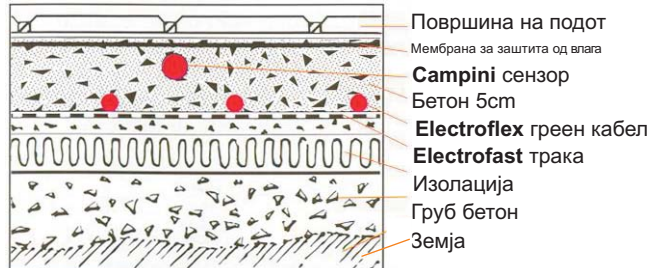 Површина на подот
Мембрана за заштита од влага
Campini сензор
Бетон 5cm
Electroflex греен кабел
Electrofast трака
Изолација
Груб бетон
Земја